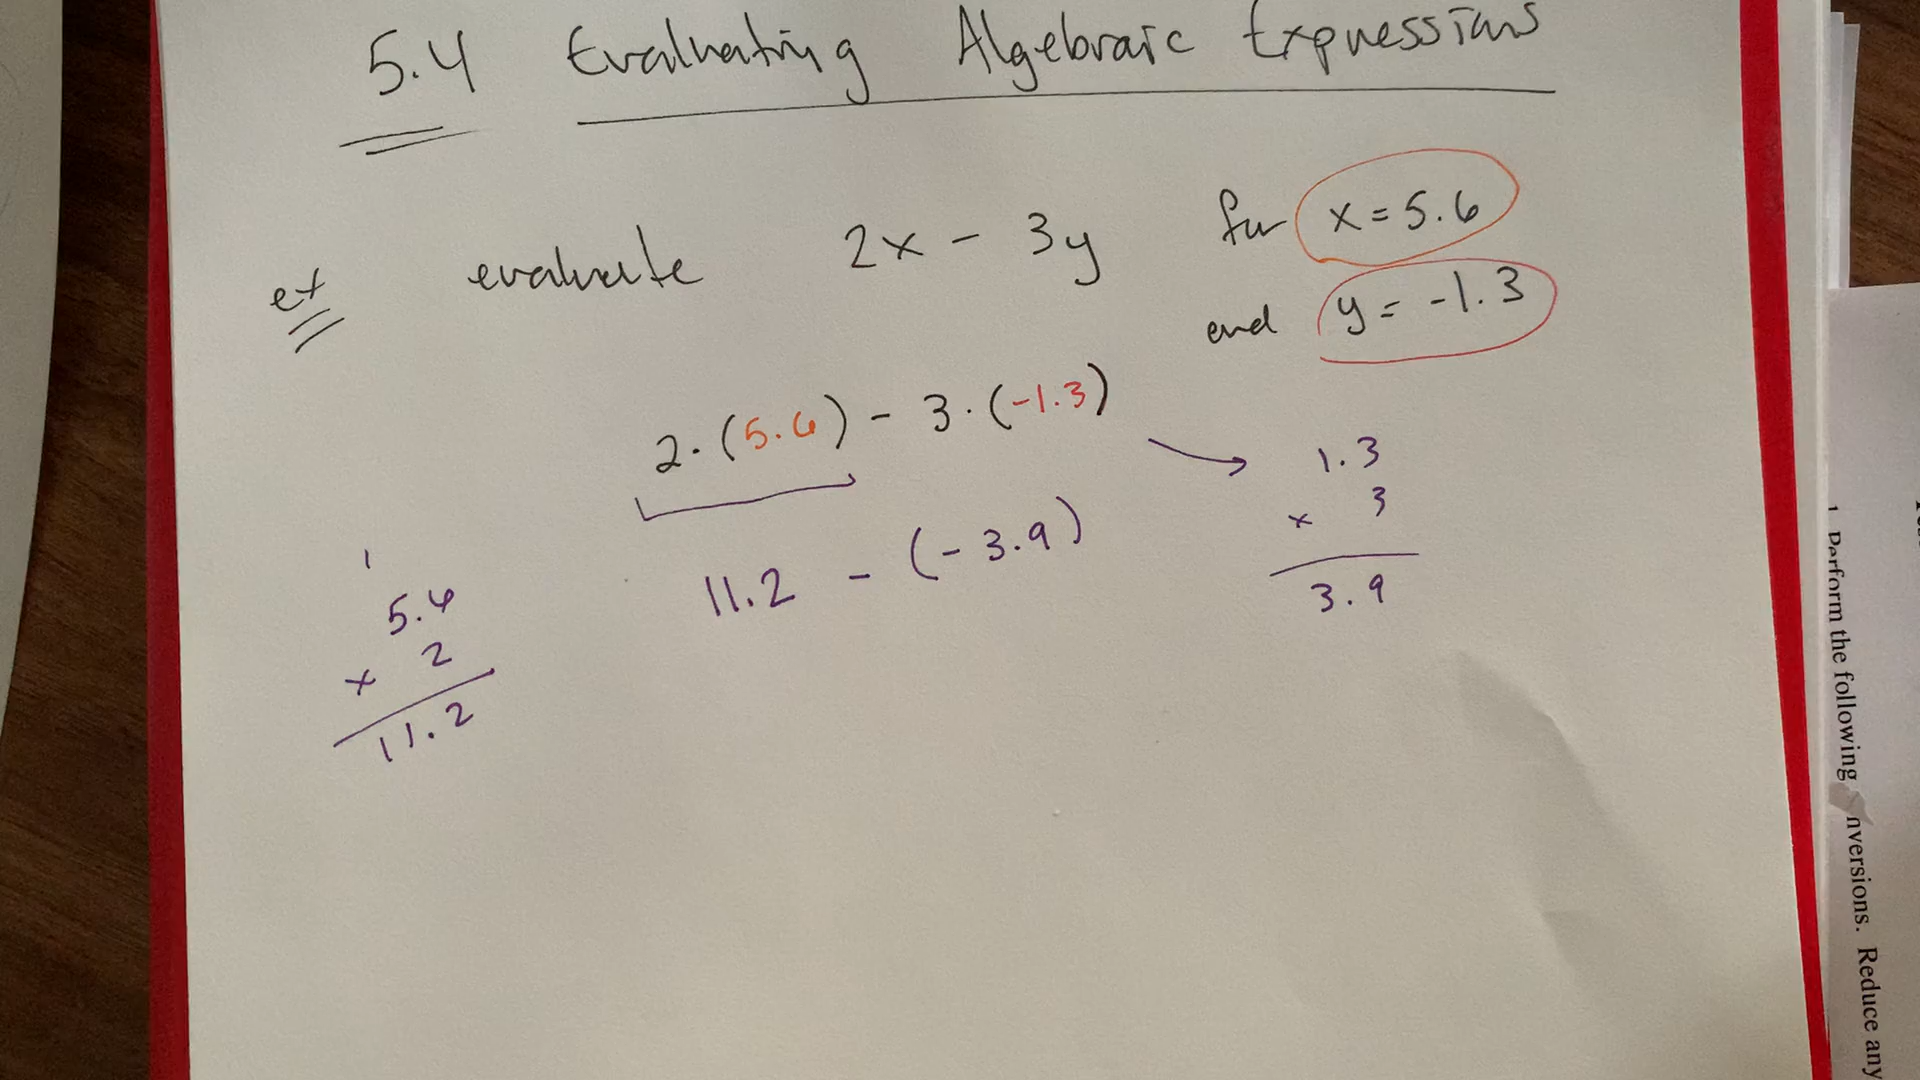 5.4 Evaluating Algebraic Expressions
ex evaluate 2x - 3y for x = 5.6
and y = -1.3
2·(5.6) - 3·(-1.3)
11.2 - (-3.9)
1
5.6
x 2
11.2
1.3
x 3
3.9
1 Perform the following
nversions. Reduce any